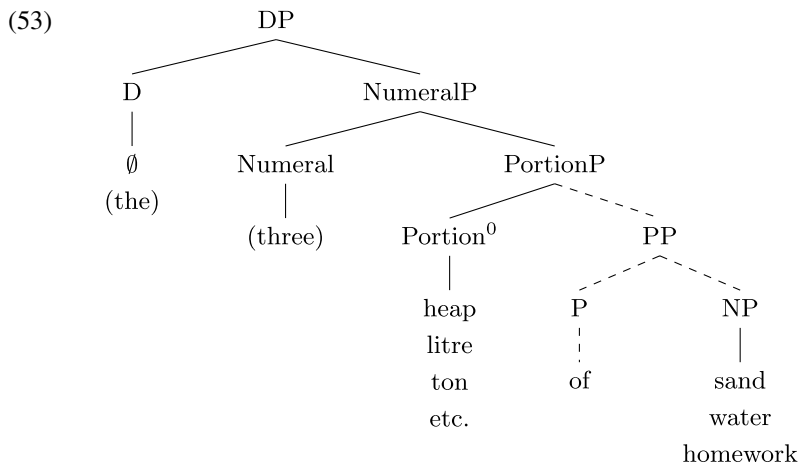 (53) DP
D NumeralP
∅ Numeral PortionP
(the) (three) Portion⁰ PP
heap P NP
litre
ton of sand
etc. water
homework